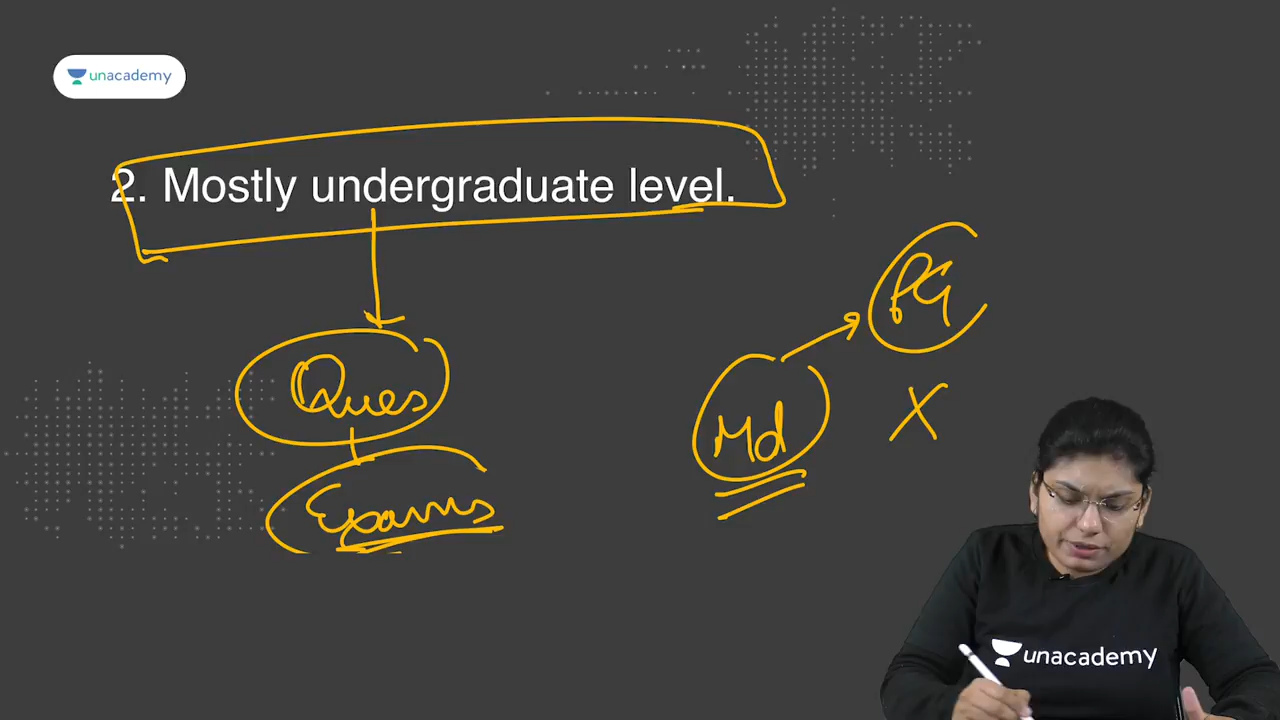 unacademy
2. Mostly undergraduate level.
Ques
Exams
PG
Md
X
unacademy